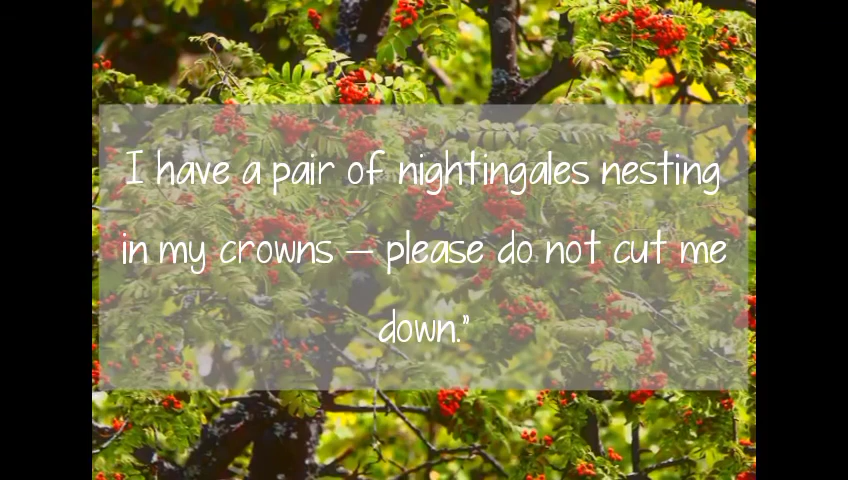 I have a pair of nightingales nesting
in my crowns – please do not cut me
down."